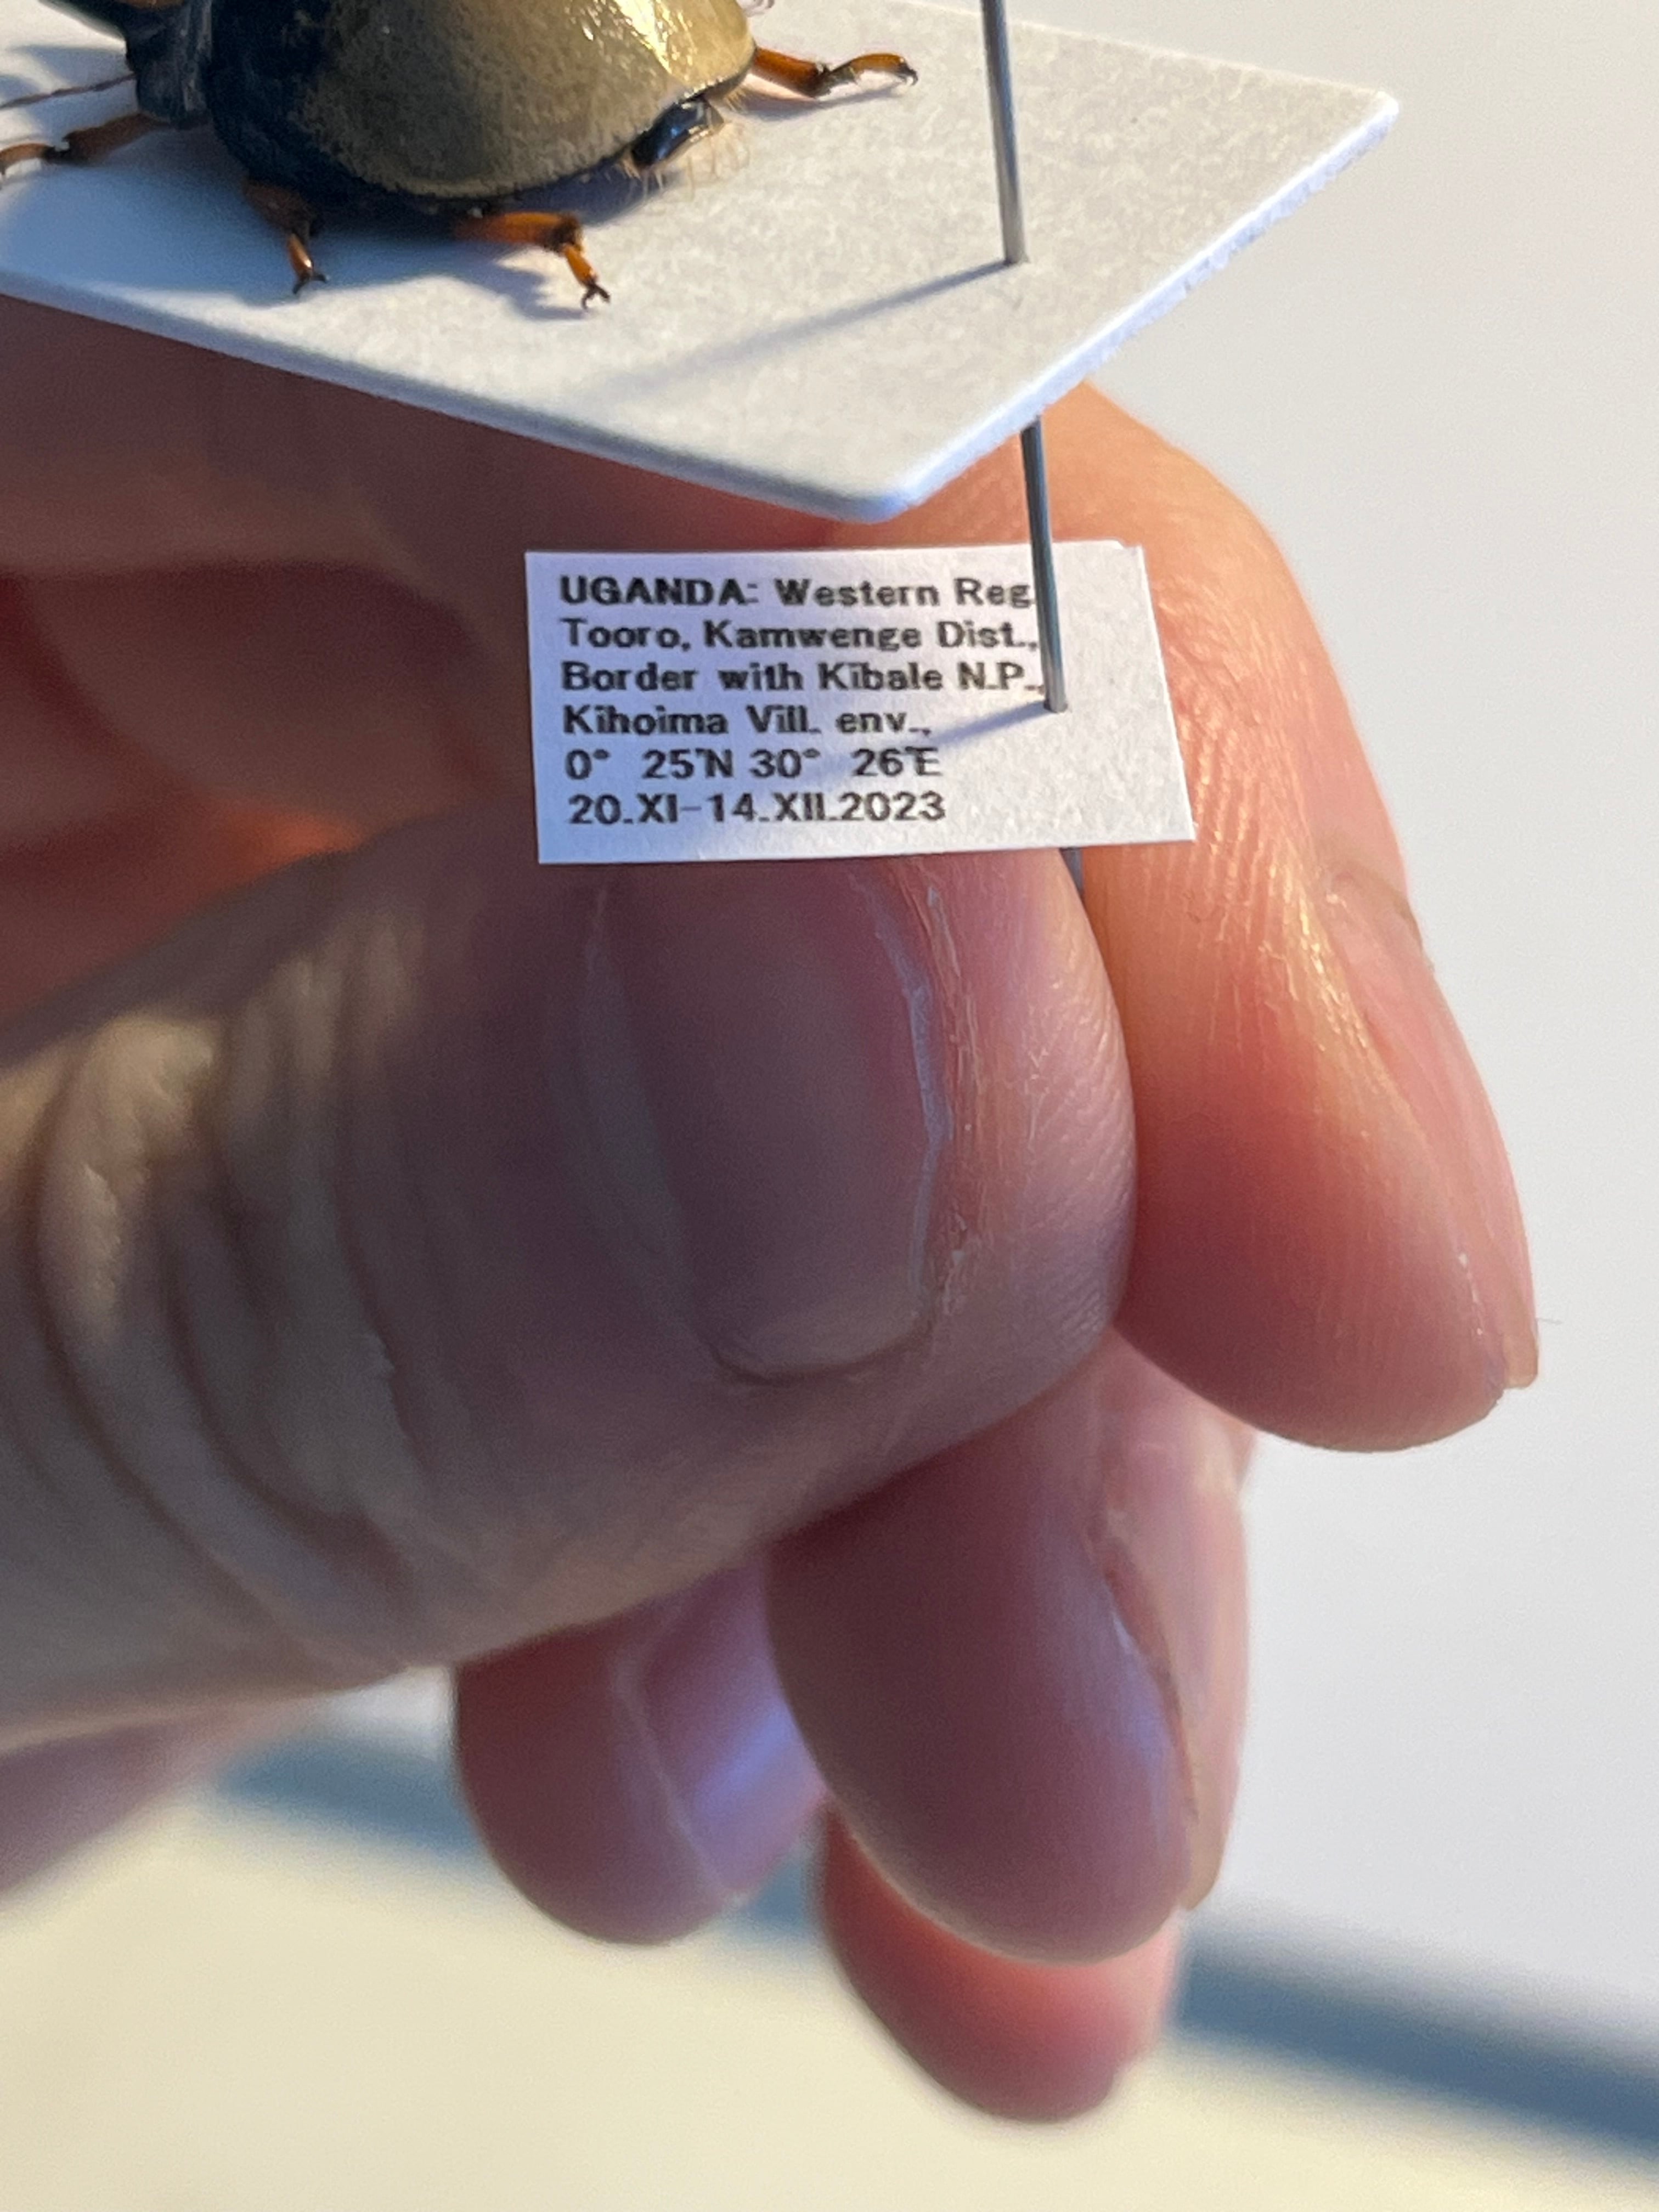 UGANDA: Western Reg.
Tooro, Kamwenge Dist.,
Border with Kibale N.P.,
Kihoima Vill. env.,
0° 25'N 30° 26'E
20.XI-14.XII.2023